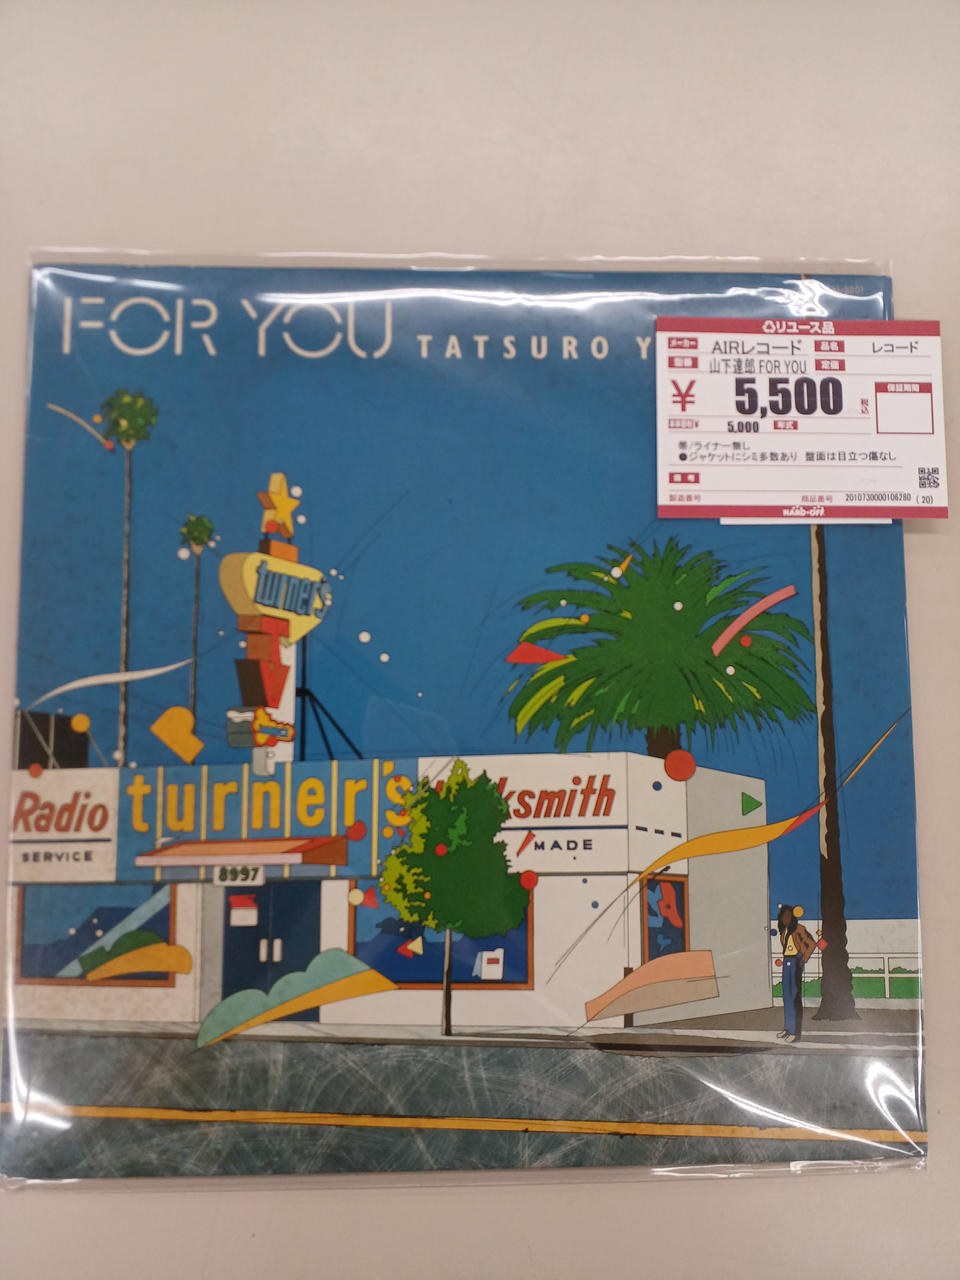 FOR YOU TATSURO Y
リユース品
メーカー AIRレコード 品名 レコード
型番 山下達郎 FOR YOU 定価
¥ 5,500 税込
保証期間
5,000 年式
帯/ライナー無し
●ジャケットにシミ多数あり 盤面は目立つ傷なし
備考
製造番号 商品番号 2010730000106280 (20)
HARD-OFF
turner's
Radio turner's ksmith
SERVICE MADE
8997